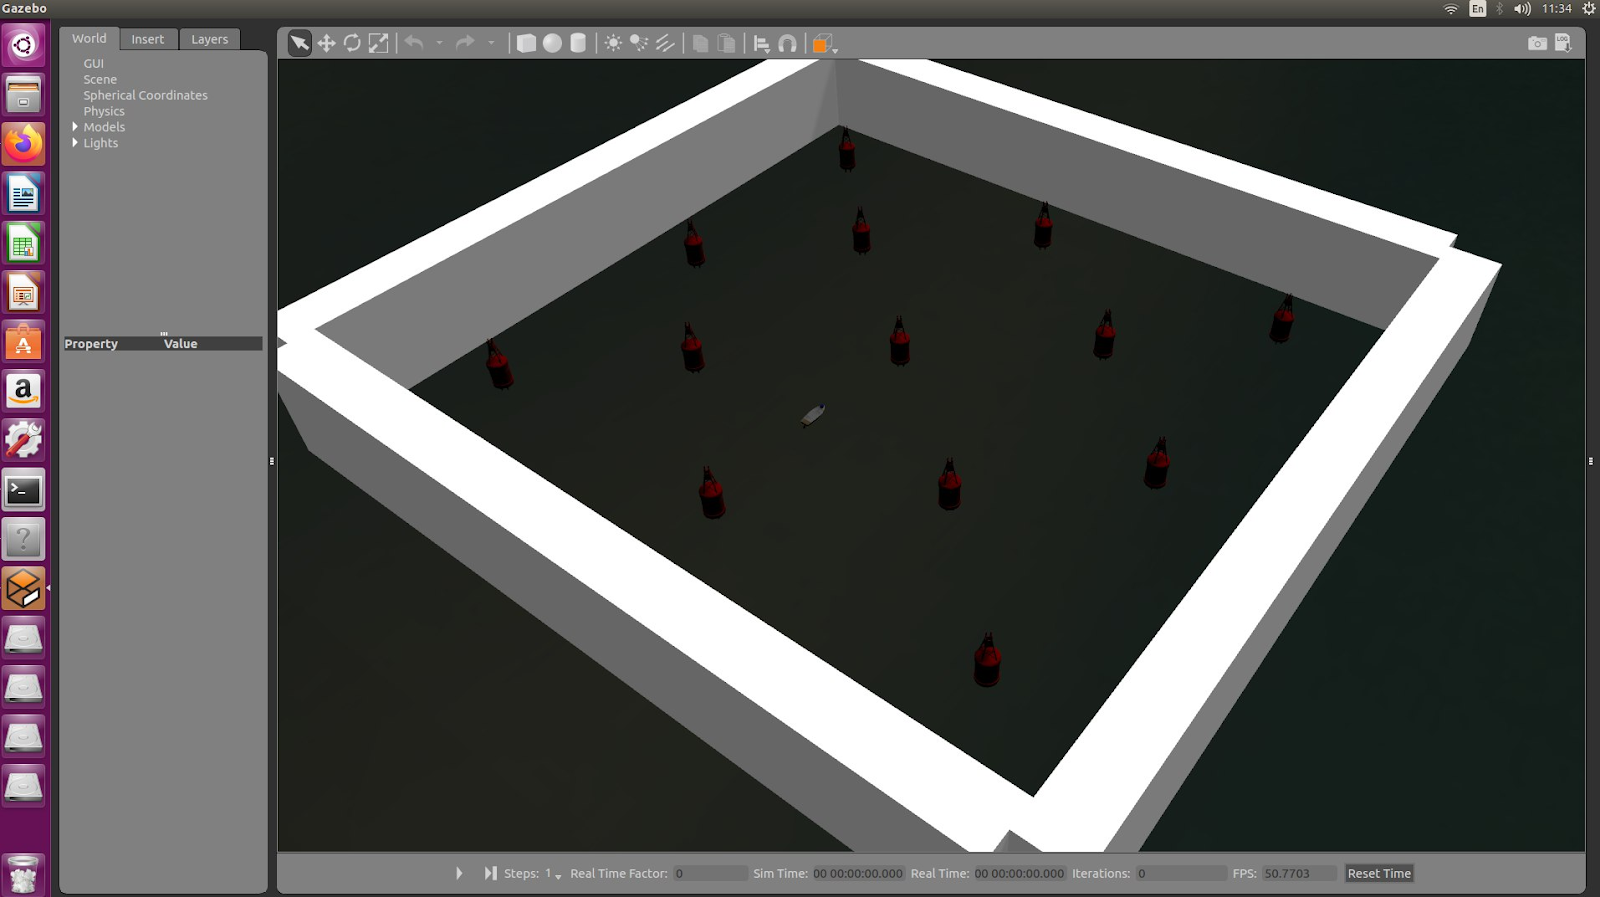 Gazebo
En
11:34
World Insert Layers
GUI
Scene
Spherical Coordinates
Physics
Models
Lights
Property Value
LOG
a
Steps: 1 Real Time Factor: 0 Sim Time: 00 00:00:00.000 Real Time: 00 00:00:00.000 Iterations: 0 FPS: 50.7703 Reset Time